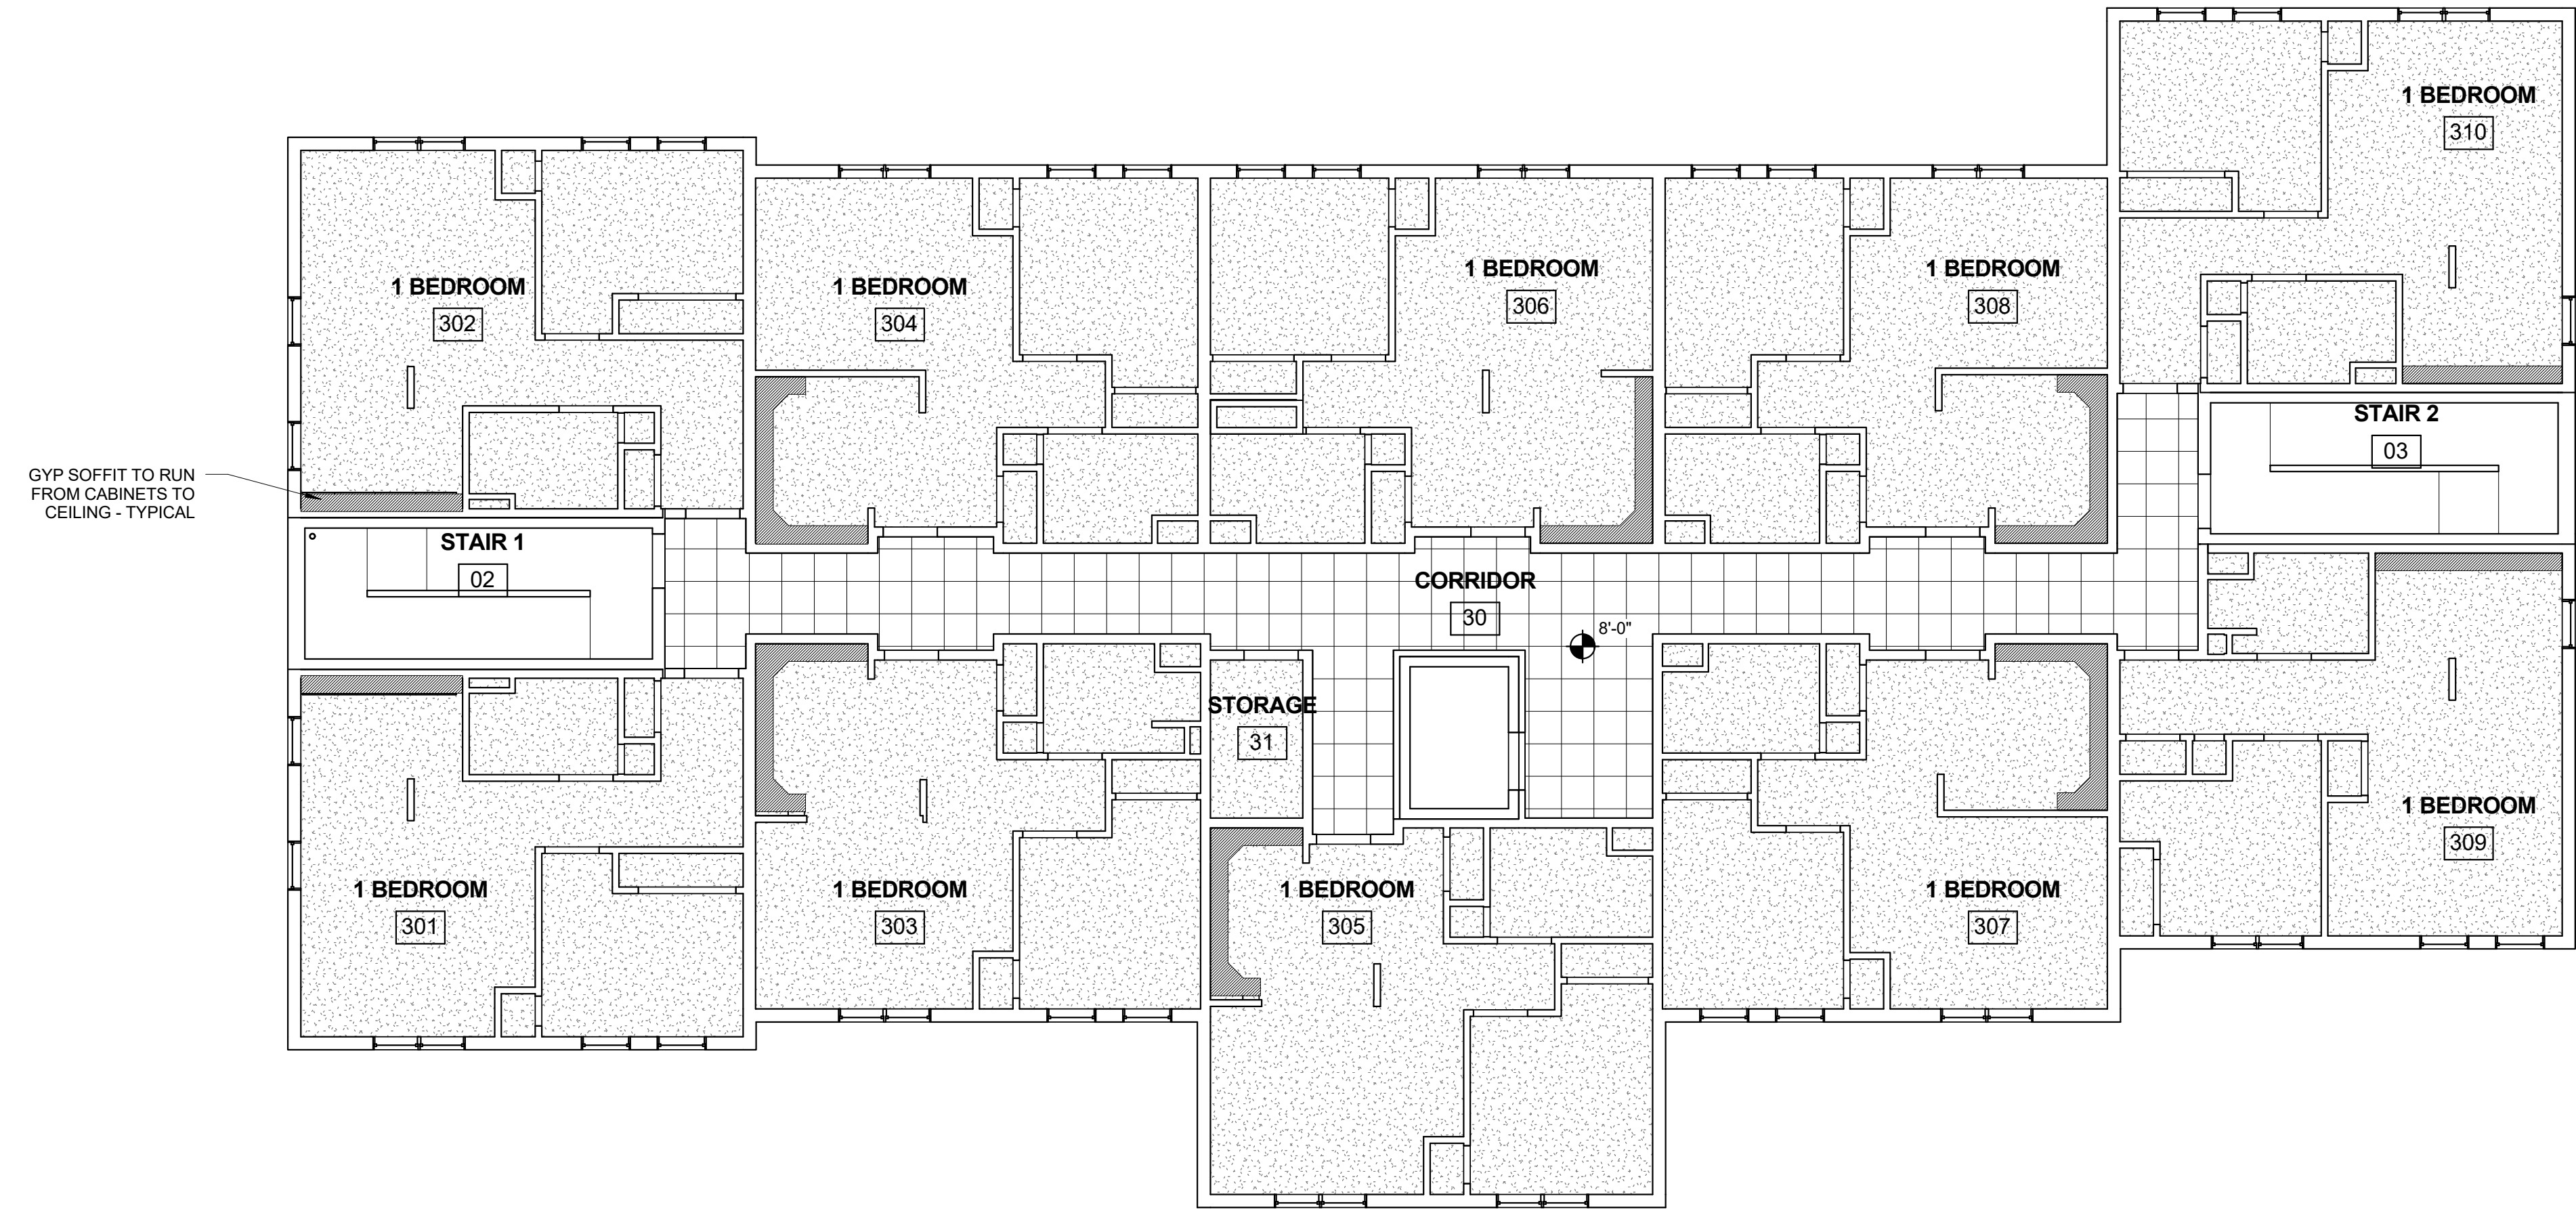 1 BEDROOM
310
1 BEDROOM
302
1 BEDROOM
304
1 BEDROOM
306
1 BEDROOM
308
STAIR 2
03
GYP SOFFIT TO RUN
FROM CABINETS TO
CEILING - TYPICAL
STAIR 1
02
CORRIDOR
30
8'-0"
STORAGE
31
1 BEDROOM
309
1 BEDROOM
301
1 BEDROOM
303
1 BEDROOM
305
1 BEDROOM
307